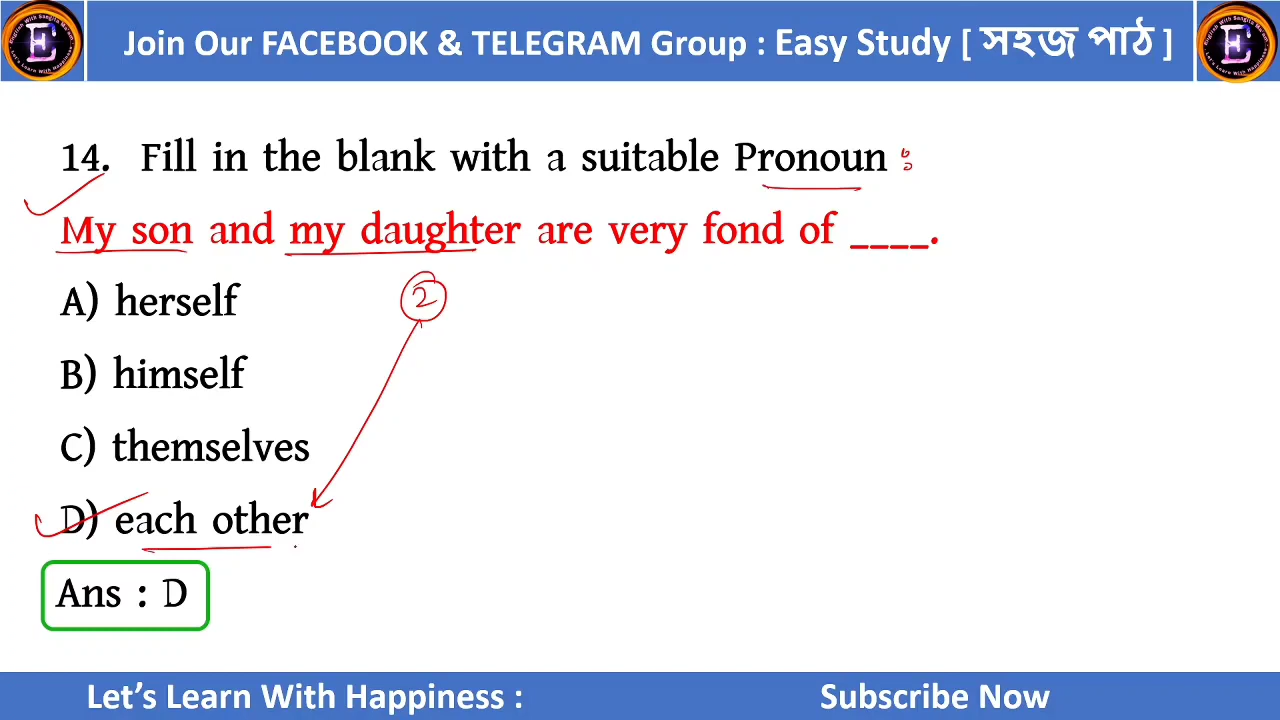 Join Our FACEBOOK & TELEGRAM Group : Easy Study [ সহজ পাঠ ]
E
E
14. Fill in the blank with a suitable Pronoun :
My son and my daughter are very fond of ____.
A) herself
2
B) himself
C) themselves
D) each other
Ans : D
Let’s Learn With Happiness :
Subscribe Now